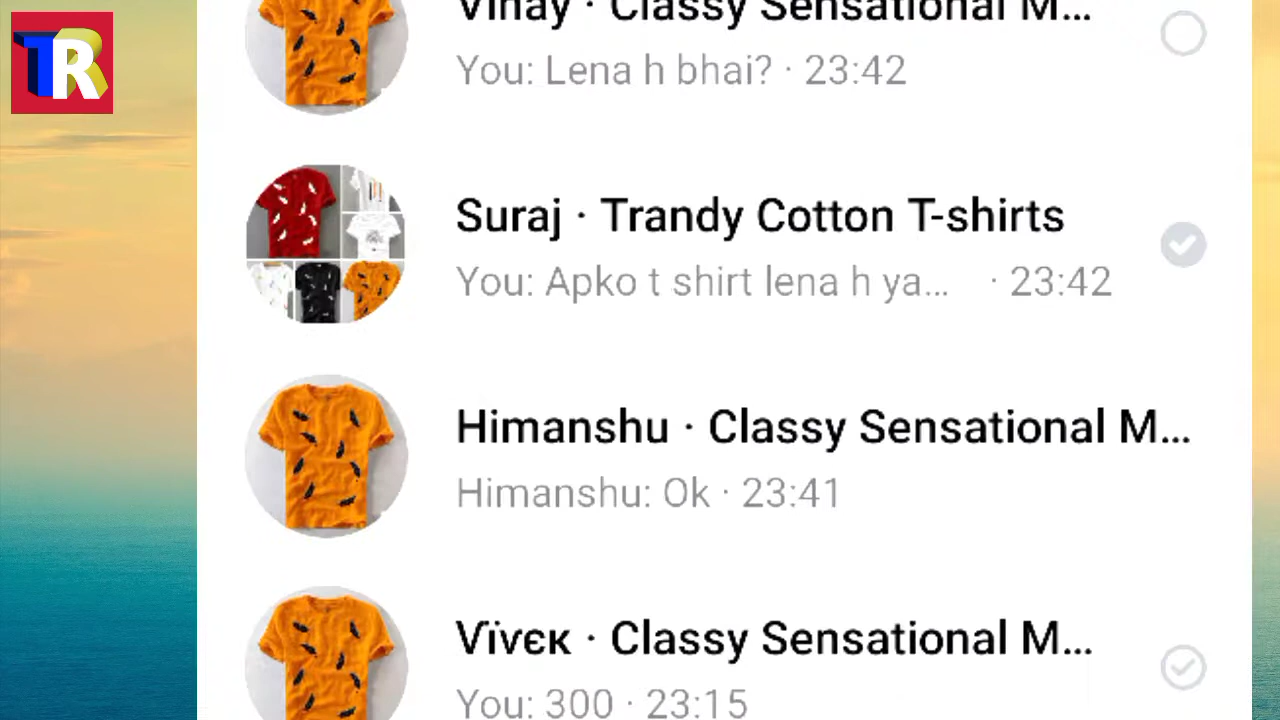 TR
Vinay · Classy Sensational M...
You: Lena h bhai? · 23:42
Suraj · Trandy Cotton T-shirts
You: Apko t shirt lena h ya... · 23:42
Himanshu · Classy Sensational M...
Himanshu: Ok · 23:41
Vïvєк · Classy Sensational M...
You: 300 · 23:15